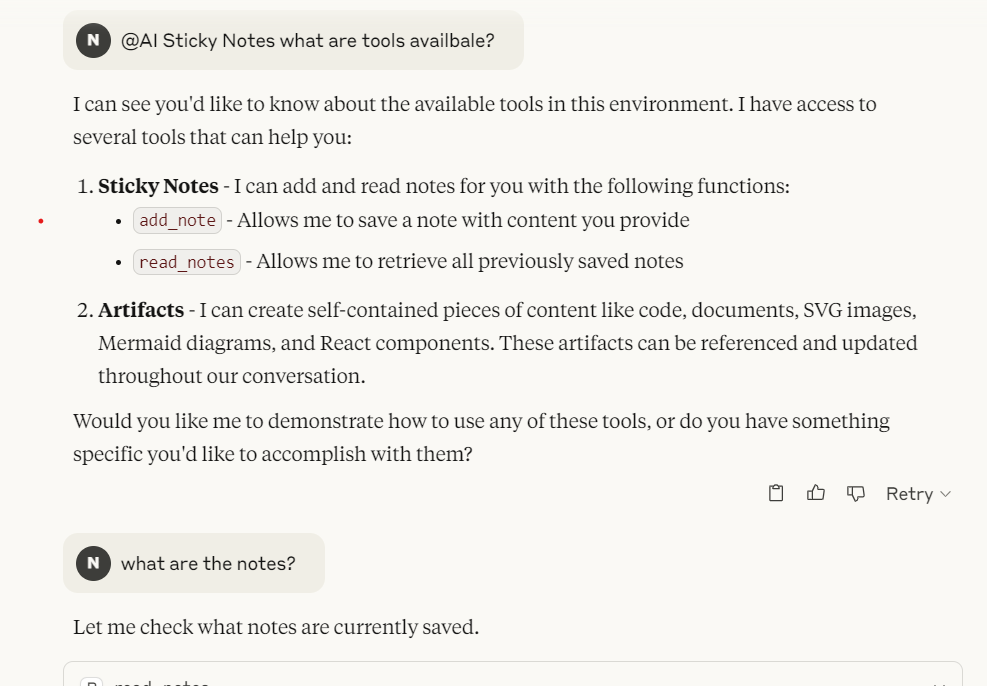 N @AI Sticky Notes what are tools availbale?
I can see you'd like to know about the available tools in this environment. I have access to
several tools that can help you:
1. Sticky Notes - I can add and read notes for you with the following functions:
• add_note - Allows me to save a note with content you provide
• read_notes - Allows me to retrieve all previously saved notes
2. Artifacts - I can create self-contained pieces of content like code, documents, SVG images,
Mermaid diagrams, and React components. These artifacts can be referenced and updated
throughout our conversation.
Would you like me to demonstrate how to use any of these tools, or do you have something
specific you'd like to accomplish with them?
Retry
N what are the notes?
Let me check what notes are currently saved.
read_notes